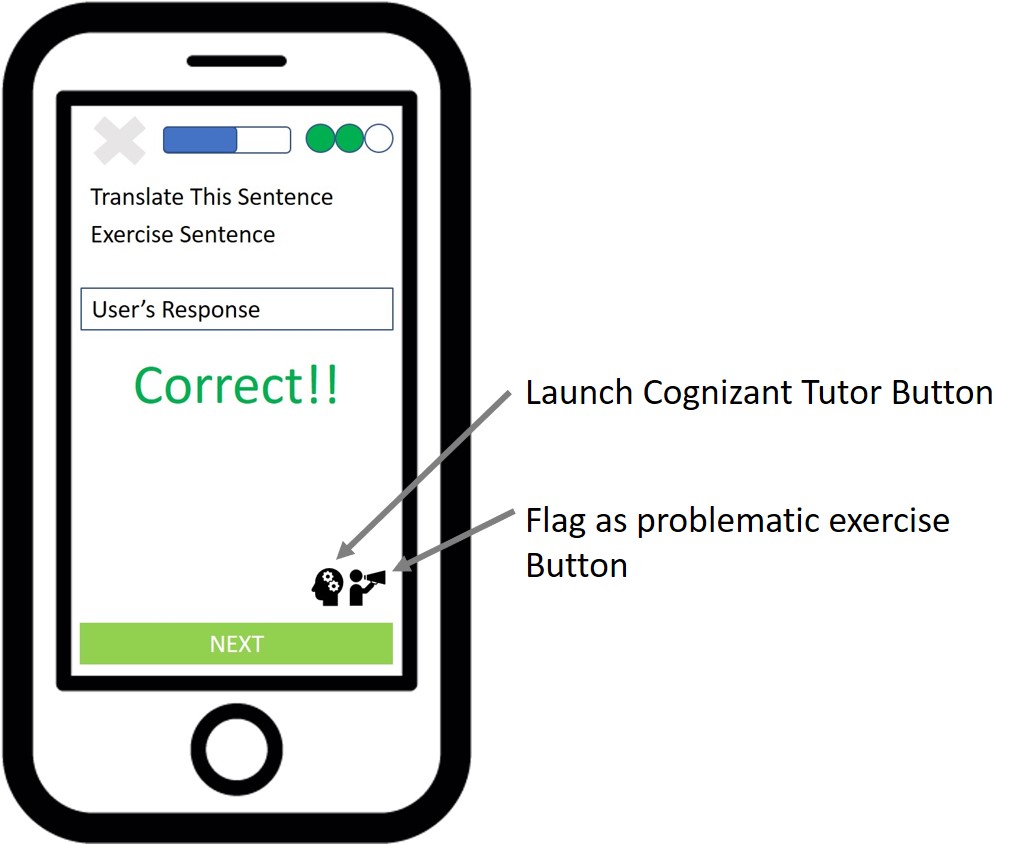 Translate This Sentence
Exercise Sentence
User’s Response
Correct!!
Launch Cognizant Tutor Button
Flag as problematic exercise
Button
NEXT